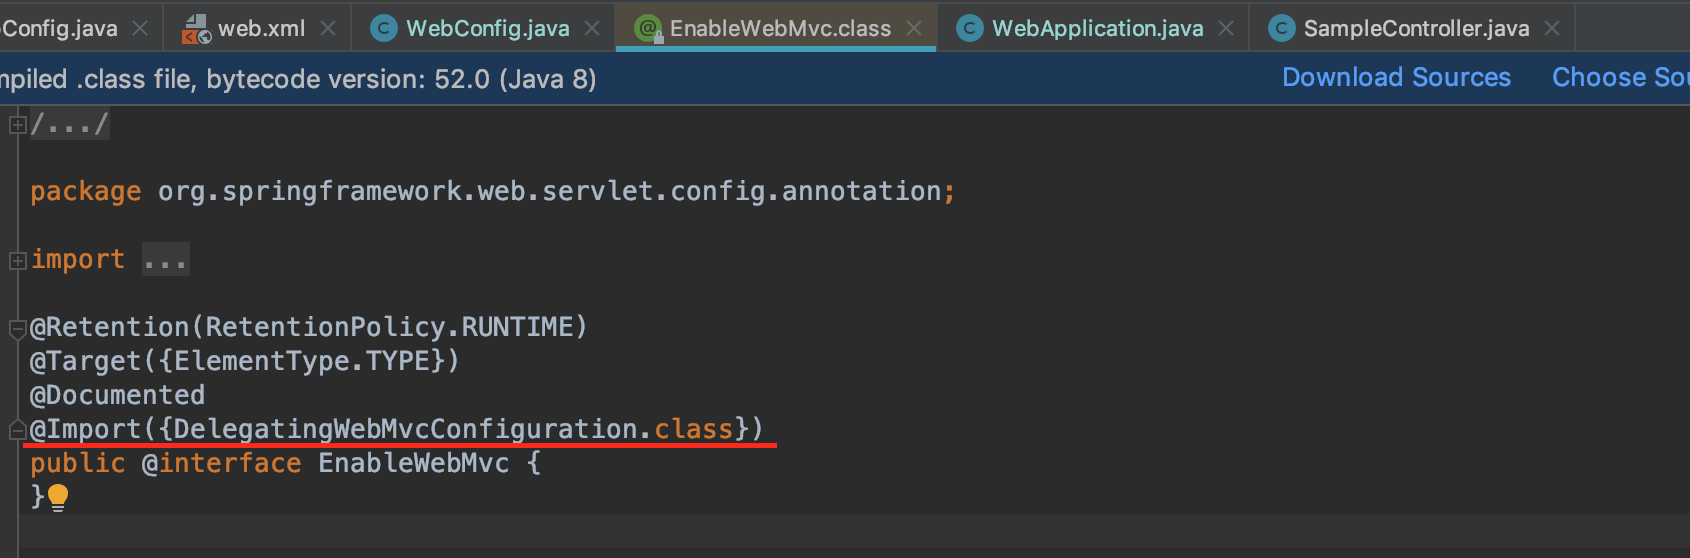 Config.java web.xml WebConfig.java EnableWebMvc.class WebApplication.java SampleController.java
mpiled .class file, bytecode version: 52.0 (Java 8) Download Sources Choose Sou
/.../
package org.springframework.web.servlet.config.annotation;
import ...
@Retention(RetentionPolicy.RUNTIME)
@Target({ElementType.TYPE})
@Documented
@Import({DelegatingWebMvcConfiguration.class})
public @interface EnableWebMvc {
}